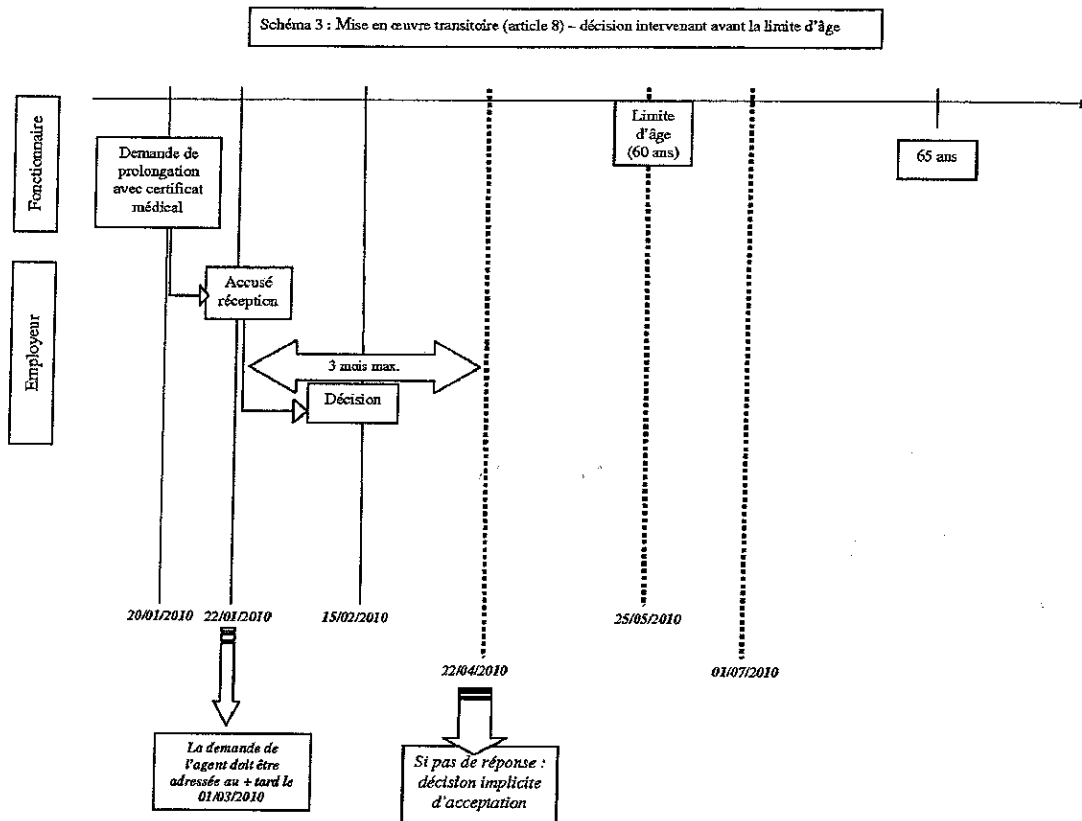 Schéma 3 : Mise en œuvre transitoire (article 8) – décision intervenant avant la limite d'âge
Fonctionnaire
Demande de
prolongation
avec certificat
médical
Limite
d'âge
(60 ans)
65 ans
Employeur
Accusé
réception
3 mois max.
Décision
20/01/2010
22/01/2010
15/02/2010
25/05/2010
22/04/2010
01/07/2010
La demande de
l'agent doit être
adressée au + tard le
01/03/2010
Si pas de réponse :
décision implicite
d'acceptation